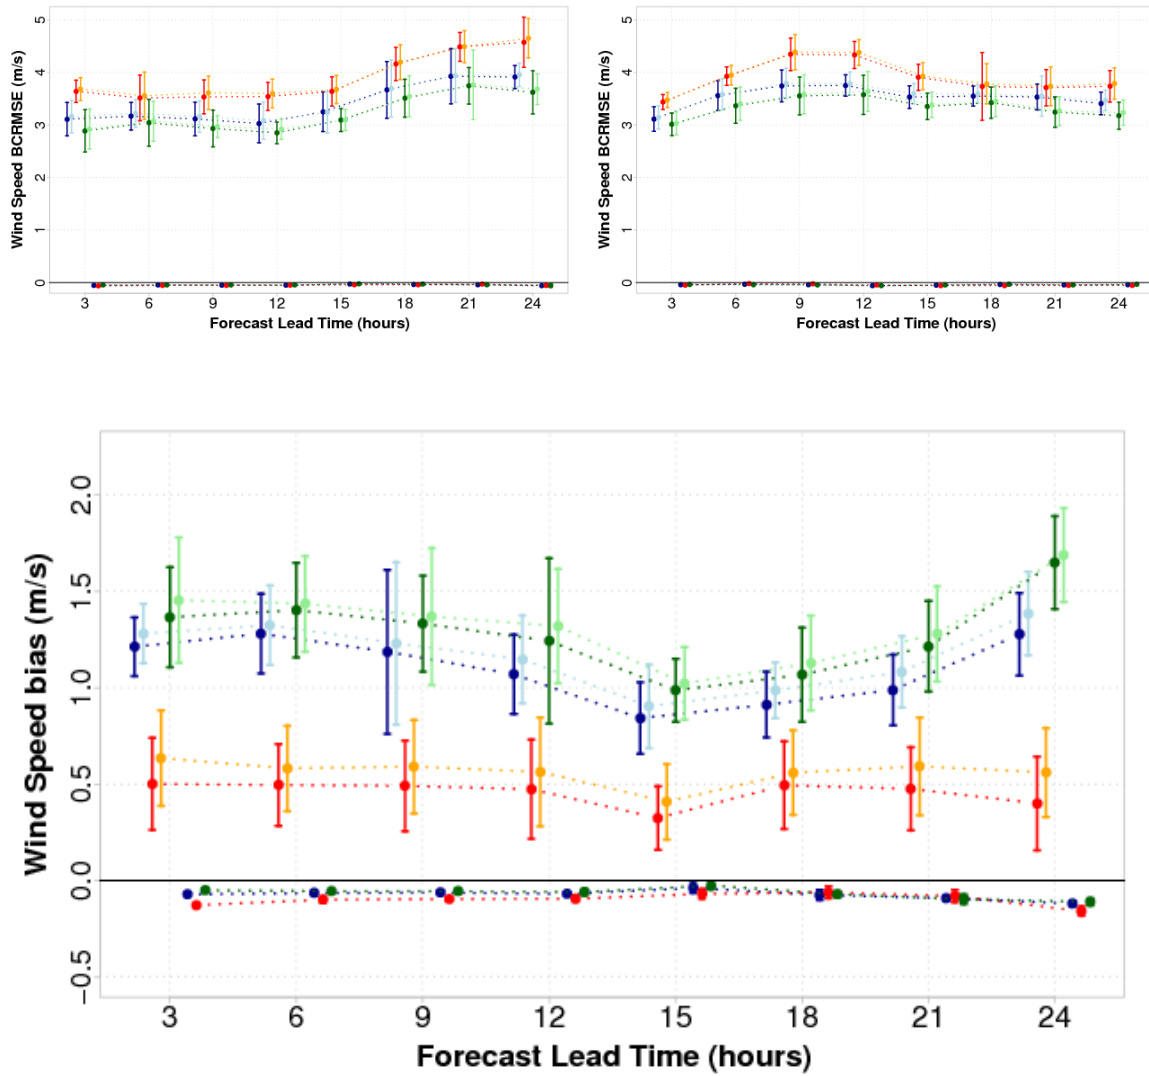 Wind Speed BCRMSE (m/s)
5
4
3
2
1
0
3 6 9 12 15 18 21 24
Forecast Lead Time (hours)
Wind Speed BCRMSE (m/s)
5
4
3
2
1
0
3 6 9 12 15 18 21 24
Forecast Lead Time (hours)
Wind Speed bias (m/s)
2.0
1.5
1.0
0.5
0.0
−0.5
3 6 9 12 15 18 21 24
Forecast Lead Time (hours)